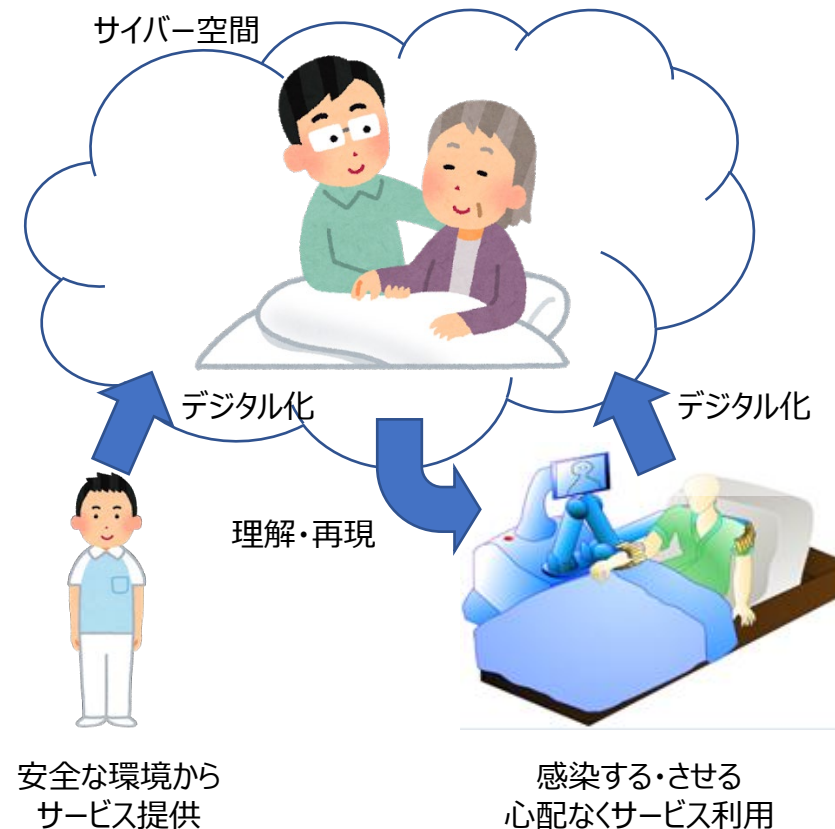 サイバー空間
デジタル化
デジタル化
理解・再現
安全な環境から
サービス提供
感染する・させる
心配なくサービス利用